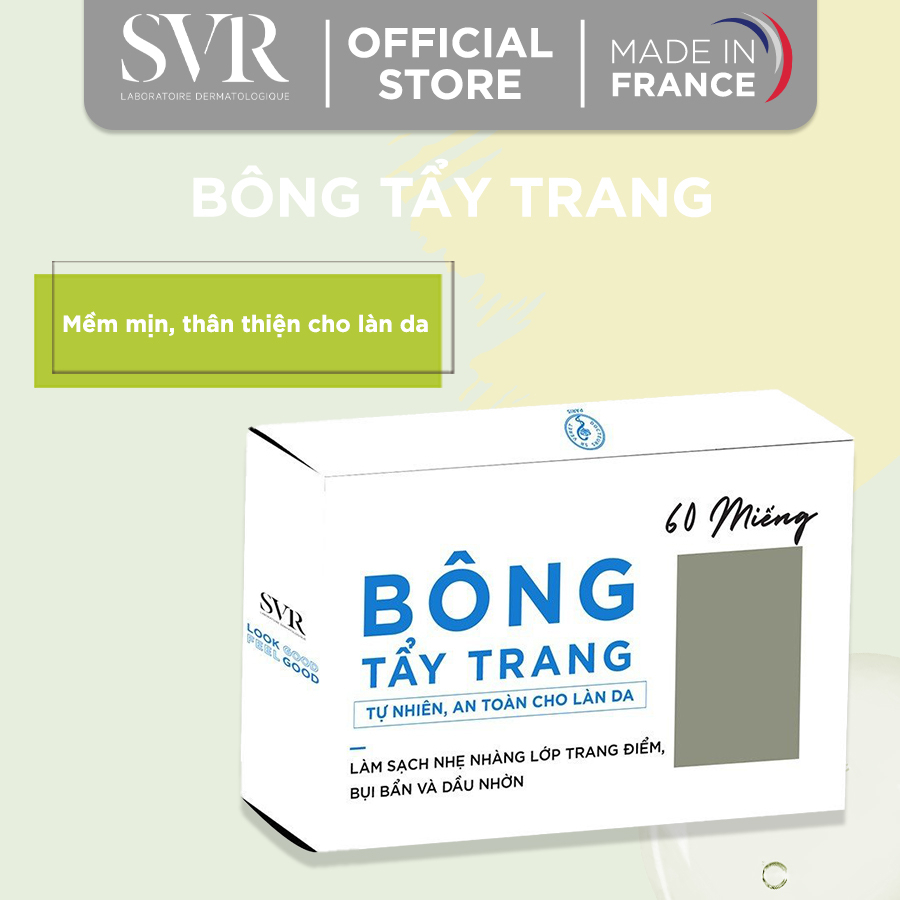 SVR
LABORATOIRE DERMATOLOGIQUE
OFFICIAL
STORE
MADE IN
FRANCE
BÔNG TẨY TRANG
Mềm mịn, thân thiện cho làn da
60 Miếng
BÔNG
TẨY TRANG
TỰ NHIÊN, AN TOÀN CHO LÀN DA
LÀM SẠCH NHẸ NHÀNG LỚP TRANG ĐIỂM,
BỤI BẨN VÀ DẦU NHỜN
SVR
LOOK GOOD
FEEL GOOD